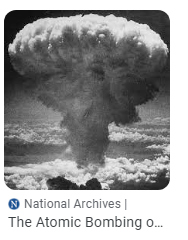 National Archives |
The Atomic Bombing o...